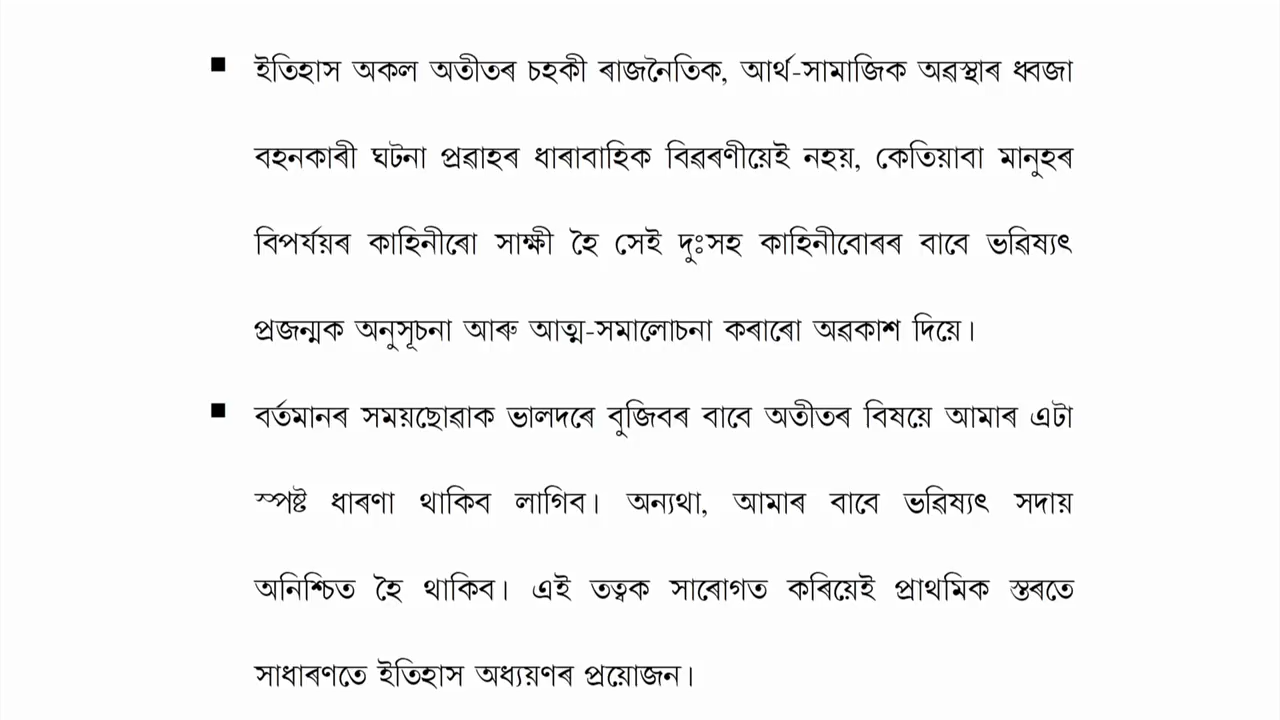 ▪ ইতিহাস অকল অতীতৰ চহকী ৰাজনৈতিক, আৰ্থ-সামাজিক অৱস্থাৰ ধ্বজা
বহনকাৰী ঘটনা প্ৰৱাহৰ ধাৰাবাহিক বিৱৰণীয়েই নহয়, কেতিয়াবা মানুহৰ
বিপৰ্যয়ৰ কাহিনীৰো সাক্ষী হৈ সেই দুঃসহ কাহিনীবোৰৰ বাবে ভৱিষ্যৎ
প্ৰজন্মক অনুসূচনা আৰু আত্ম-সমালোচনা কৰাৰো অৱকাশ দিয়ে।
▪ বৰ্তমানৰ সময়ছোৱাক ভালদৰে বুজিবৰ বাবে অতীতৰ বিষয়ে আমাৰ এটা
স্পষ্ট ধাৰণা থাকিব লাগিব। অন্যথা, আমাৰ বাবে ভৱিষ্যৎ সদায়
অনিশ্চিত হৈ থাকিব। এই তত্বক সাৰোগত কৰিয়েই প্ৰাথমিক স্তৰতে
সাধাৰণতে ইতিহাস অধ্যয়ণৰ প্ৰয়োজন।